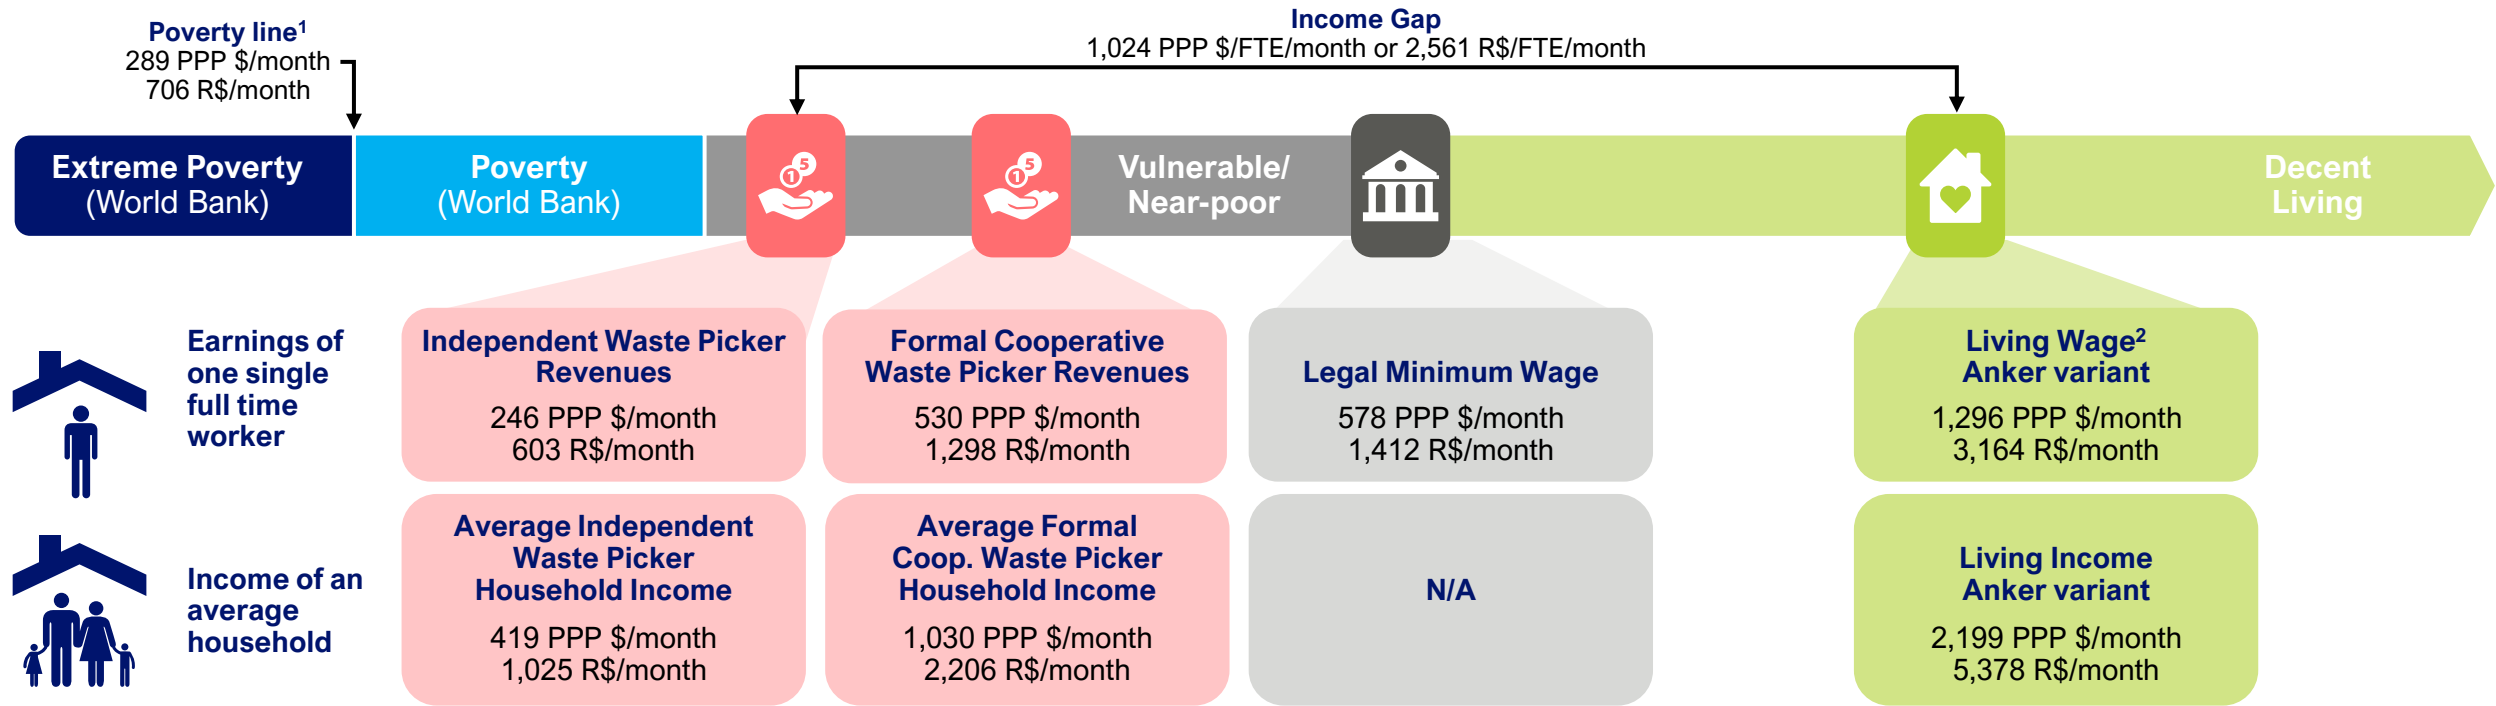 Poverty line¹
289 PPP $/month
706 R$/month
Income Gap
1,024 PPP $/FTE/month or 2,561 R$/FTE/month
Extreme Poverty
(World Bank)
Poverty
(World Bank)
1 5
1 5
Vulnerable/
Near-poor
Decent
Living
Earnings of
one single
full time
worker
Independent Waste Picker
Revenues
246 PPP $/month
603 R$/month
Formal Cooperative
Waste Picker Revenues
530 PPP $/month
1,298 R$/month
Legal Minimum Wage
578 PPP $/month
1,412 R$/month
Living Wage²
Anker variant
1,296 PPP $/month
3,164 R$/month
Income of an
average
household
Average Independent
Waste Picker
Household Income
419 PPP $/month
1,025 R$/month
Average Formal
Coop. Waste Picker
Household Income
1,030 PPP $/month
2,206 R$/month
N/A
Living Income
Anker variant
2,199 PPP $/month
5,378 R$/month